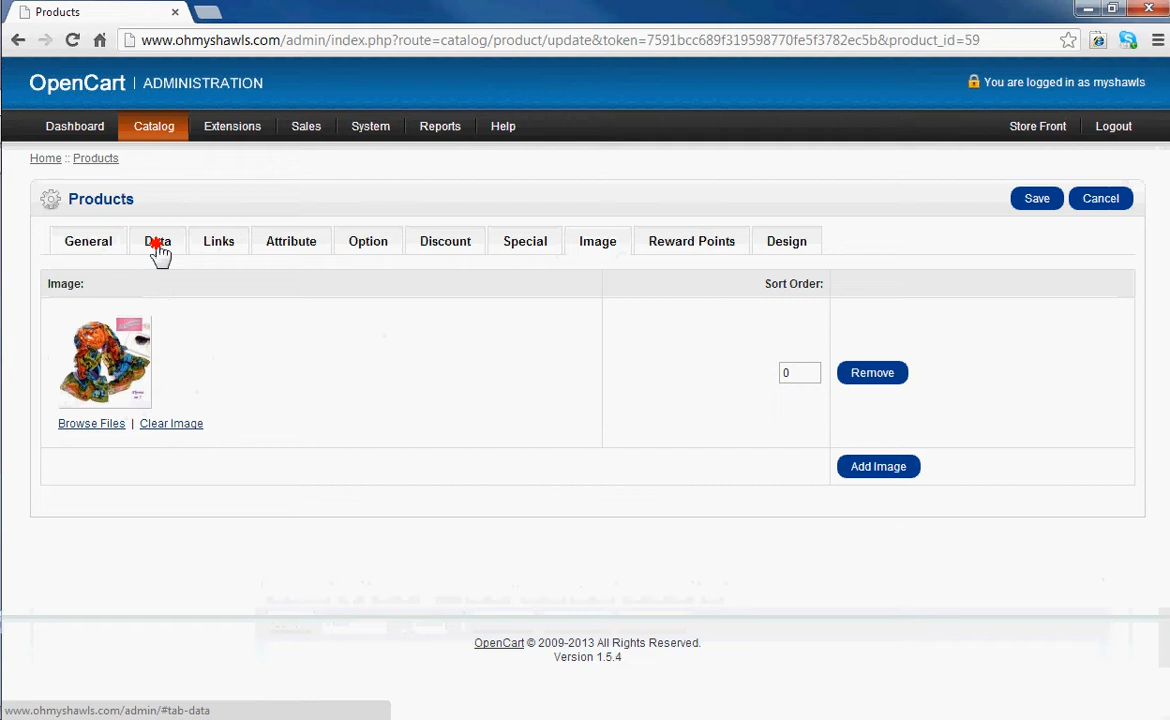 Products
www.ohmyshawls.com/admin/index.php?route=catalog/product/update&token=7591bcc689f319598770fe5f3782ec5b&product_id=59
OpenCart | ADMINISTRATION
You are logged in as myshawls
Dashboard Catalog Extensions Sales System Reports Help Store Front Logout
Home :: Products
Products Save Cancel
General Data Links Attribute Option Discount Special Image Reward Points Design
Image: Sort Order:
0 Remove
Browse Files | Clear Image
Add Image
OpenCart © 2009-2013 All Rights Reserved.
Version 1.5.4
www.ohmyshawls.com/admin/#tab-data